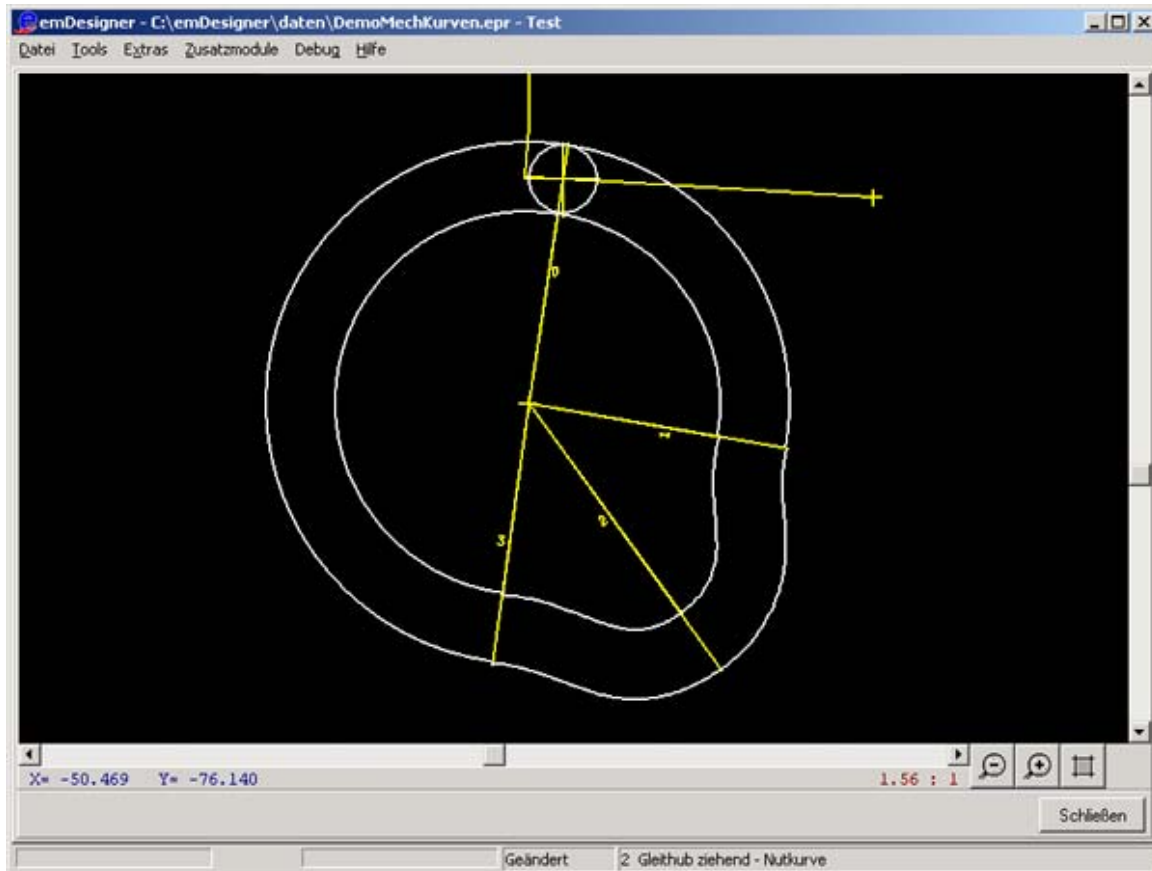 emDesigner - C:\emDesigner\daten\DemoMechKurven.epr - Test
Datei Tools Extras Zusatzmodule Debug Hilfe
0
1
2
3
X= -50.469 Y= -76.140 1.56 : 1
Schließen
Geändert 2 Gleithub ziehend - Nutkurve